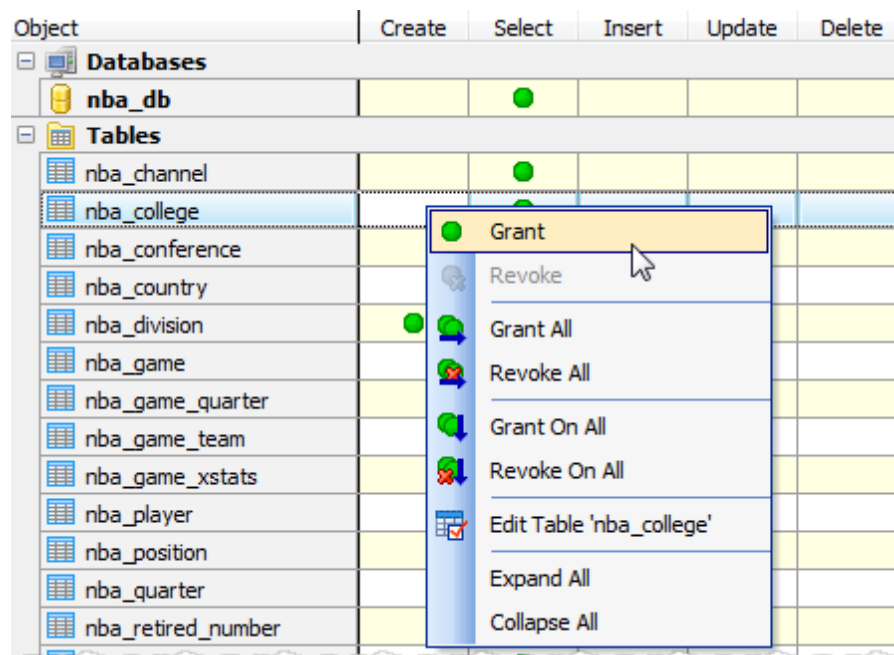 Object Create Select Insert Update Delete
Databases
nba_db
Tables
nba_channel
nba_college
nba_conference
nba_country
nba_division
nba_game
nba_game_quarter
nba_game_team
nba_game_xstats
nba_player
nba_position
nba_quarter
nba_retired_number
Grant
Revoke
Grant All
Revoke All
Grant On All
Revoke On All
Edit Table 'nba_college'
Expand All
Collapse All